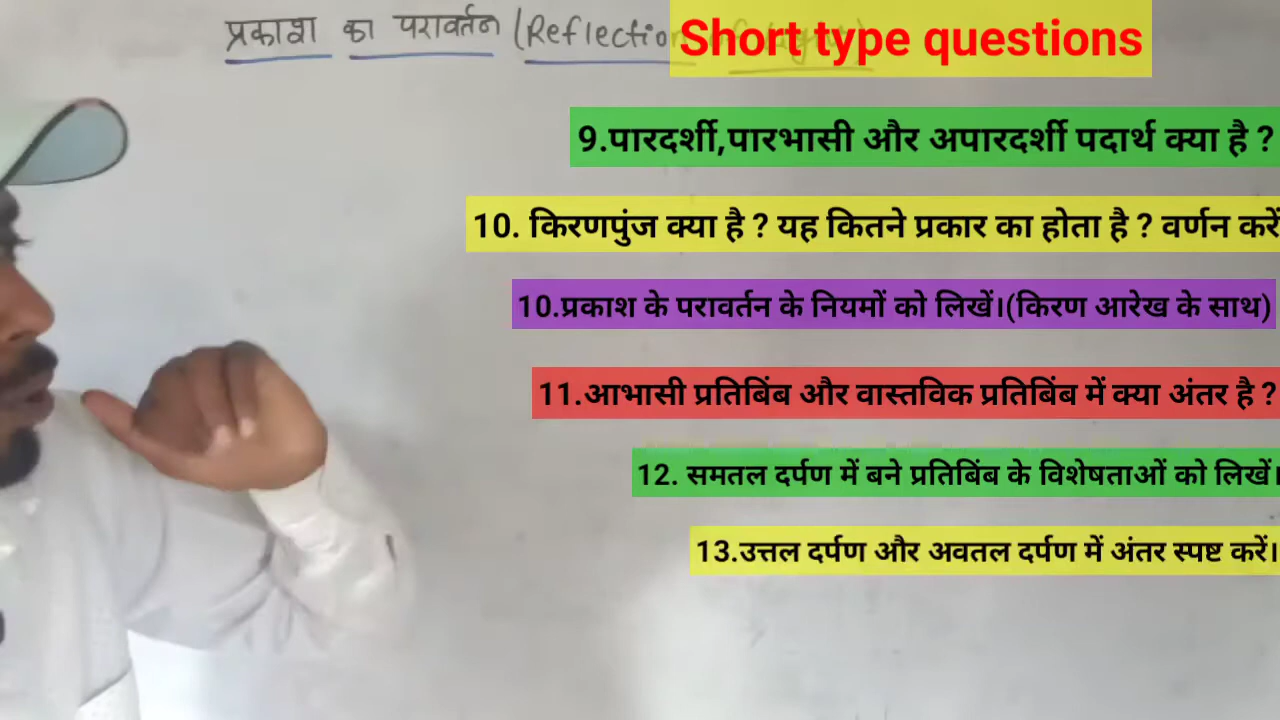 प्रकाश का परावर्तन (Reflection
Short type questions
9.पारदर्शी,पारभासी और अपारदर्शी पदार्थ क्या है ?
10. किरणपुंज क्या है ? यह कितने प्रकार का होता है ? वर्णन करें
10.प्रकाश के परावर्तन के नियमों को लिखें।(किरण आरेख के साथ)
11.आभासी प्रतिबिंब और वास्तविक प्रतिबिंब में क्या अंतर है ?
12. समतल दर्पण में बने प्रतिबिंब के विशेषताओं को लिखें।
13.उत्तल दर्पण और अवतल दर्पण में अंतर स्पष्ट करें।